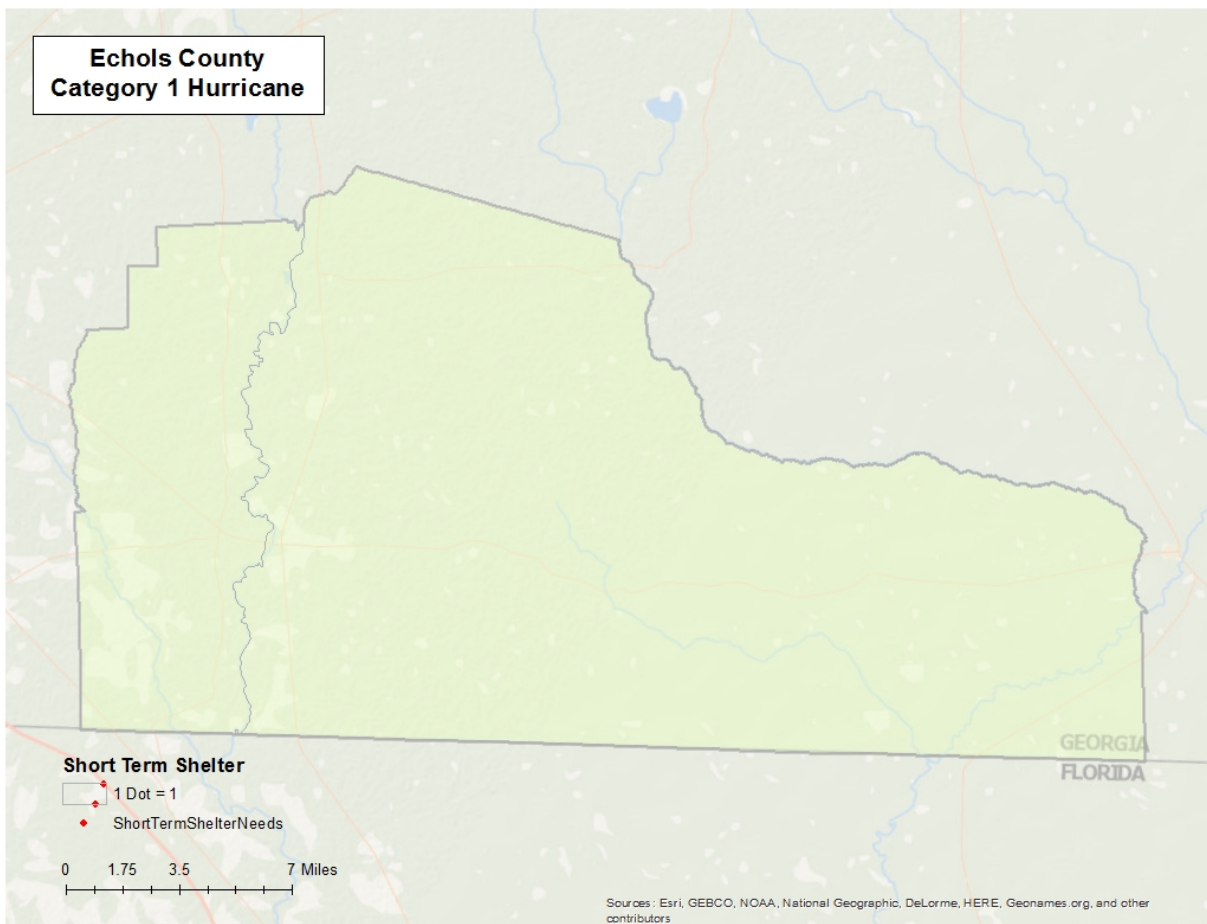 Echols County
Category 1 Hurricane
GEORGIA
FLORIDA
Short Term Shelter
1 Dot = 1
ShortTermShelterNeeds
0 1.75 3.5 7 Miles
Sources: Esri, GEBCO, NOAA, National Geographic, DeLorme, HERE, Geonames.org, and other
contributors